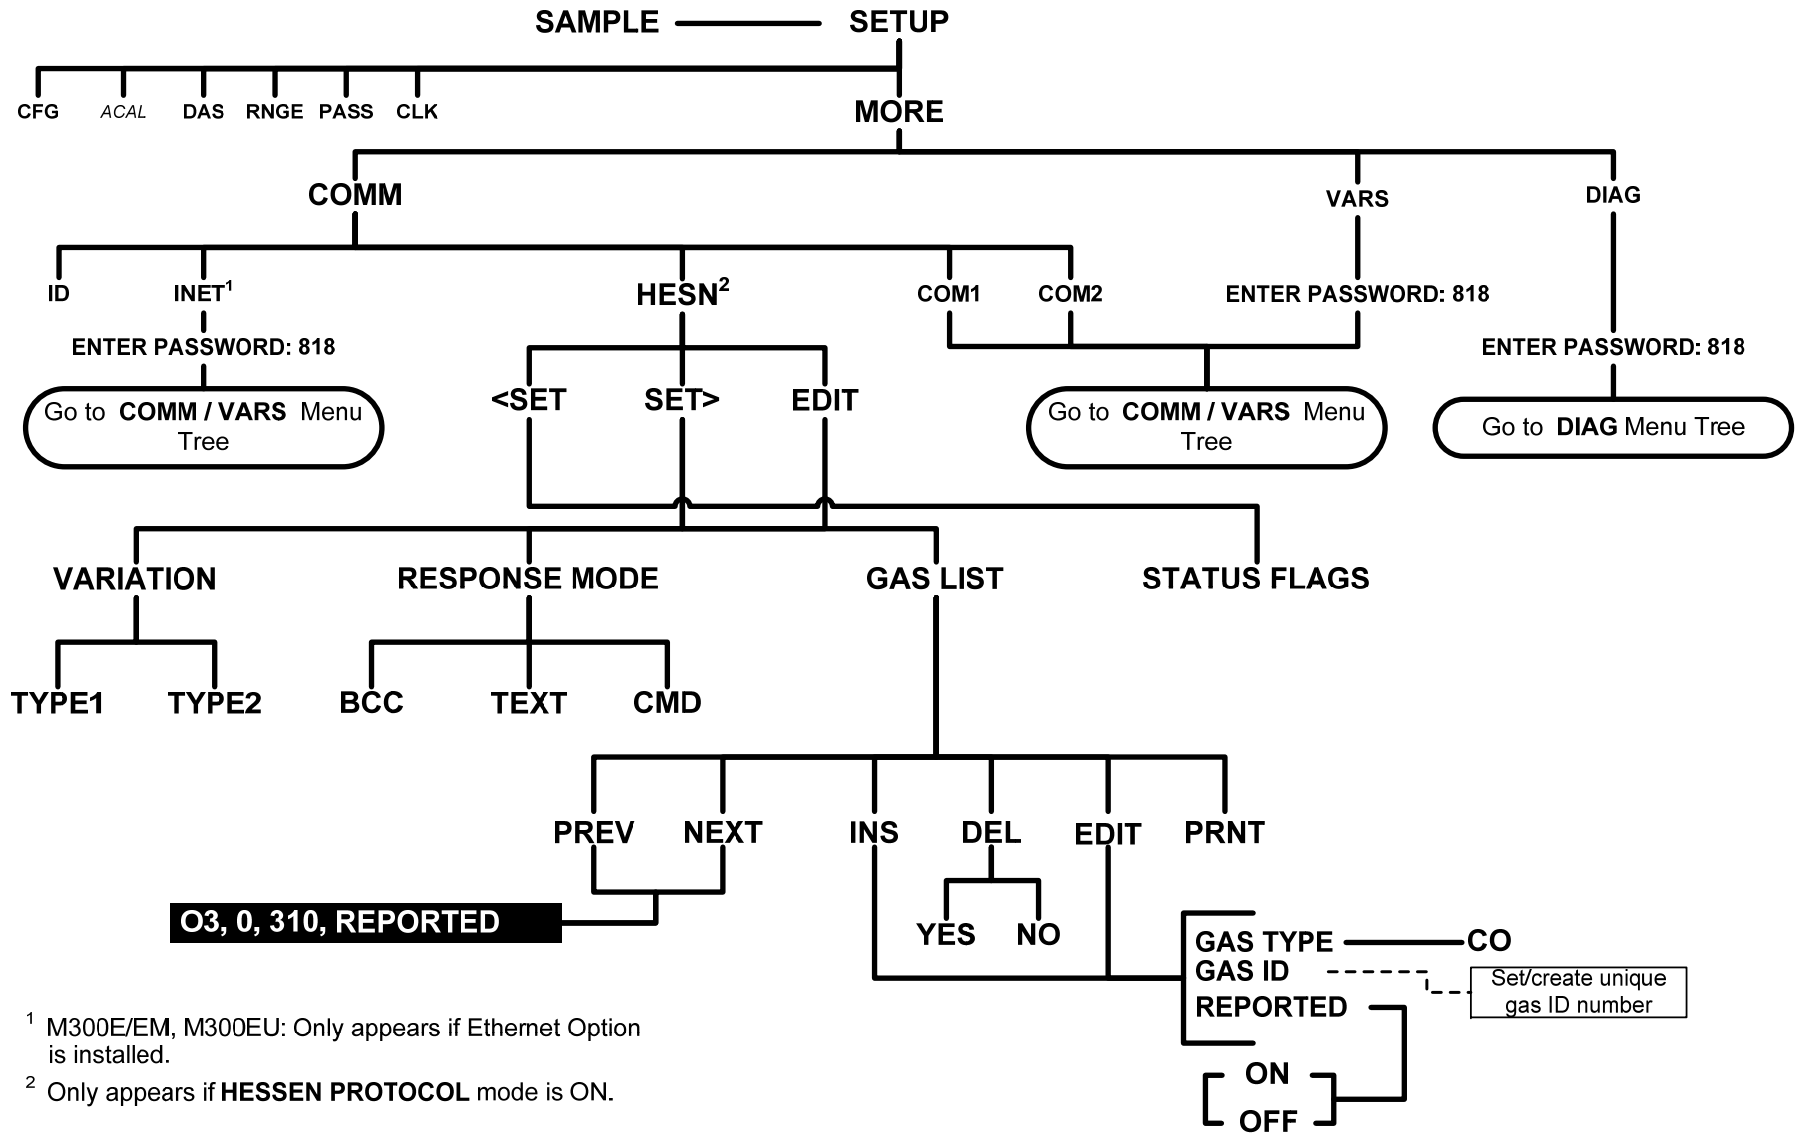 SAMPLE SETUP
CFG ACAL DAS RNGE PASS CLK
MORE
COMM VARS DIAG
ID INET1 HESN2 COM1 COM2 ENTER PASSWORD: 818
ENTER PASSWORD: 818 ENTER PASSWORD: 818
<SET SET> EDIT
Go to COMM / VARS Menu
Tree
Go to COMM / VARS Menu
Tree
Go to DIAG Menu Tree
VARIATION RESPONSE MODE GAS LIST STATUS FLAGS
TYPE1 TYPE2 BCC TEXT CMD
PREV NEXT INS DEL EDIT PRNT
O3, 0, 310, REPORTED
YES NO
GAS TYPE CO
GAS ID
Set/create unique
gas ID number
REPORTED
ON
OFF
1 M300E/EM, M300EU: Only appears if Ethernet Option
is installed.
2 Only appears if HESSEN PROTOCOL mode is ON.